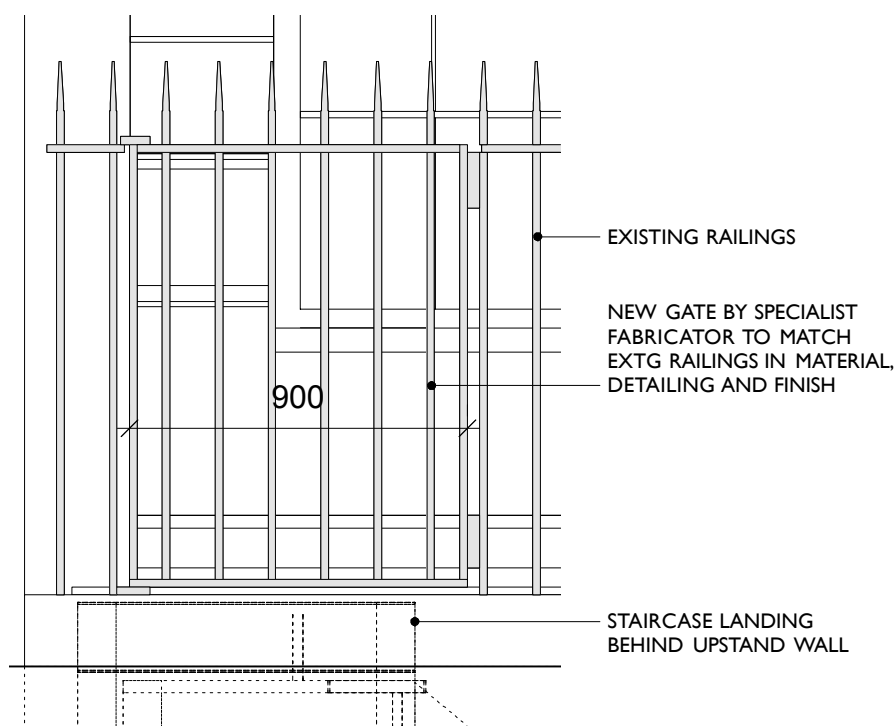 EXISTING RAILINGS
NEW GATE BY SPECIALIST
FABRICATOR TO MATCH
EXTG RAILINGS IN MATERIAL,
DETAILING AND FINISH
900
STAIRCASE LANDING
BEHIND UPSTAND WALL